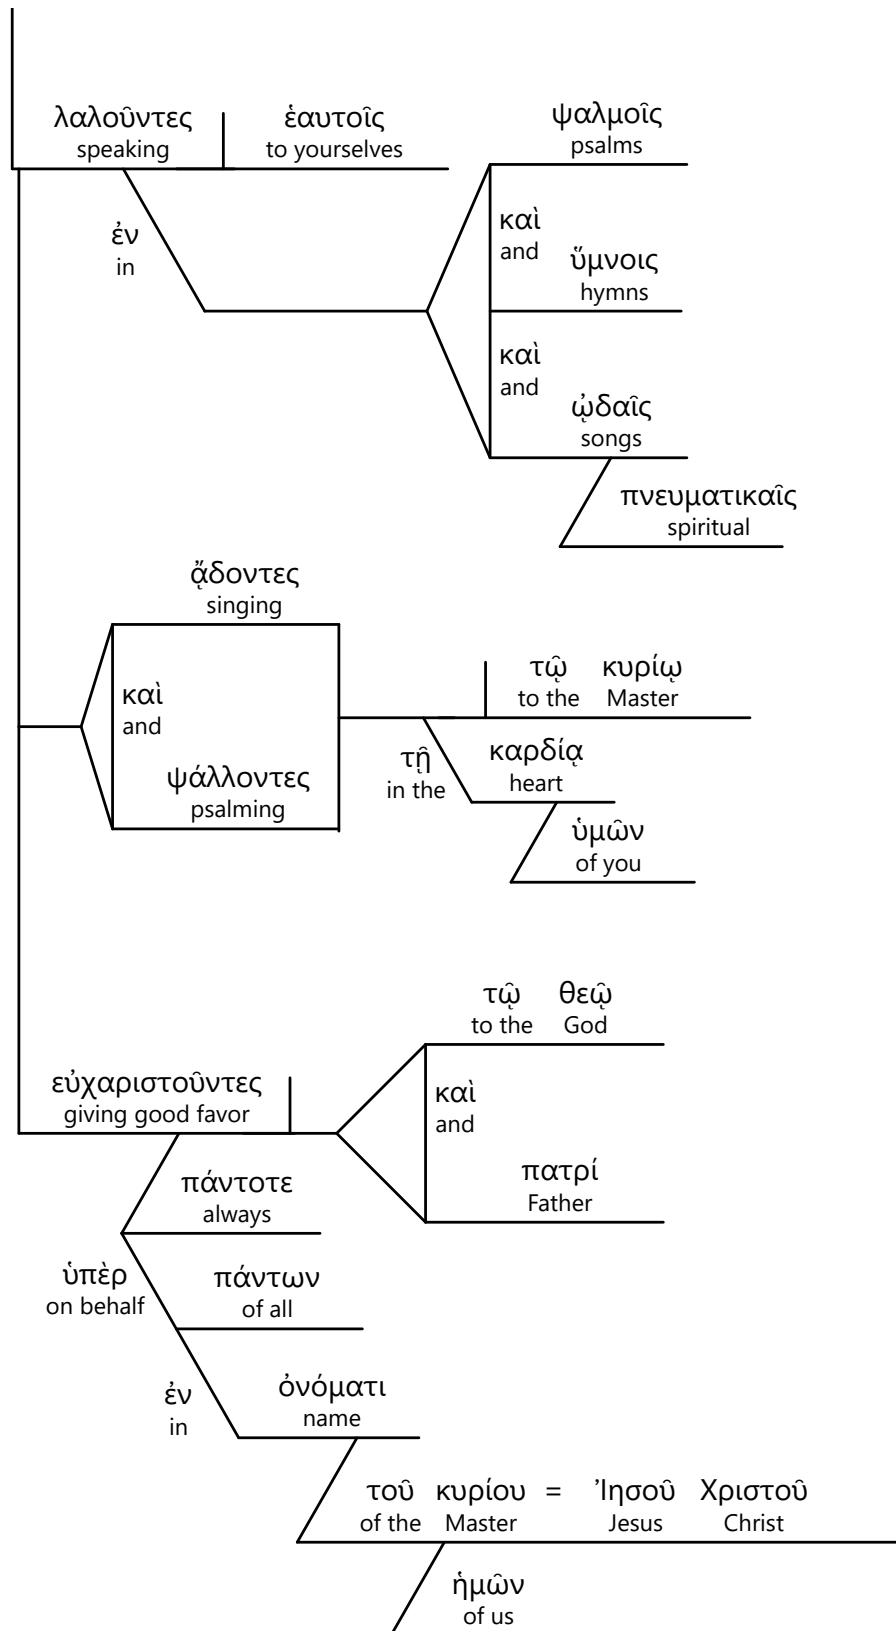 λαλοῦντες ἑαυτοῖς
speaking to yourselves
ψαλμοῖς
psalms
ἐν
in
καὶ
and
ὕμνοις
hymns
καὶ
and
ᾠδαῖς
songs
πνευματικαῖς
spiritual
ᾄδοντες
singing
καὶ
and
ψάλλοντες
psalming
τῷ κυρίῳ
to the Master
τῇ καρδίᾳ
in the heart
ὑμῶν
of you
τῷ θεῷ
to the God
εὐχαριστοῦντες
giving good favor
καὶ
and
πατρί
Father
πάντοτε
always
ὑπὲρ πάντων
on behalf of all
ἐν ὀνόματι
in name
τοῦ κυρίου = Ἰησοῦ Χριστοῦ
of the Master Jesus Christ
ἡμῶν
of us